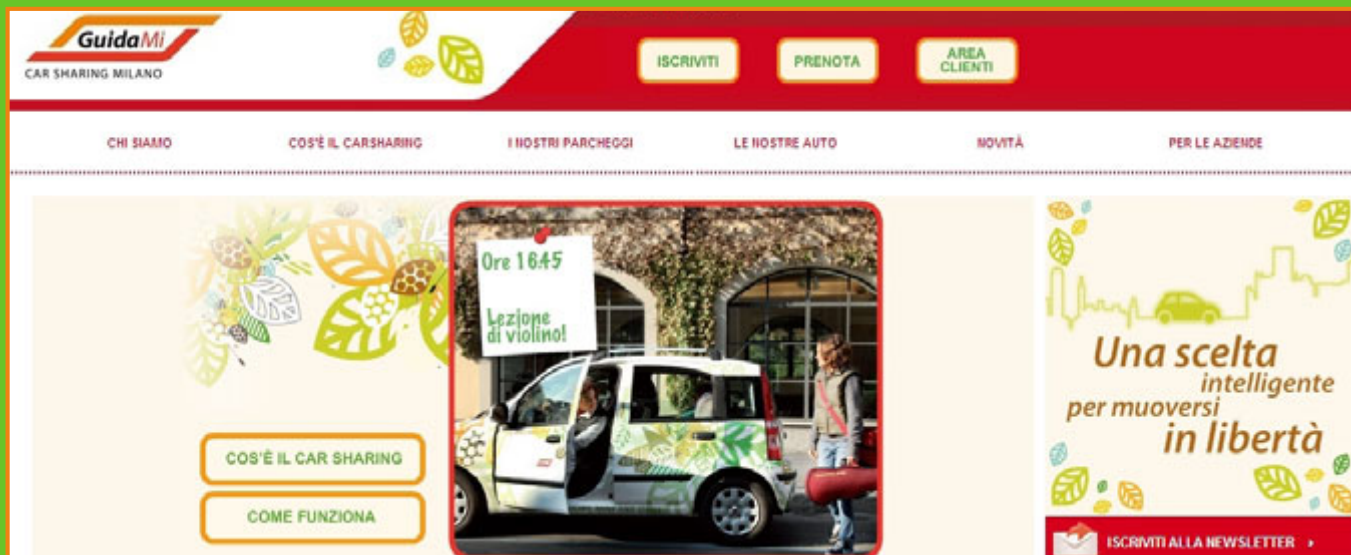 GuidaMi
CAR SHARING MILANO
ISCRIVITI
PRENOTA
AREA
CLIENTI
CHI SIAMO
COS'È IL CARSHARING
I NOSTRI PARCHEGGI
LE NOSTRE AUTO
NOVITÀ
PER LE AZIENDE
Ore 16.45
Lezione
di violino!
COS'È IL CAR SHARING
COME FUNZIONA
Una scelta
intelligente
per muoversi
in libertà
ISCRIVITI ALLA NEWSLETTER